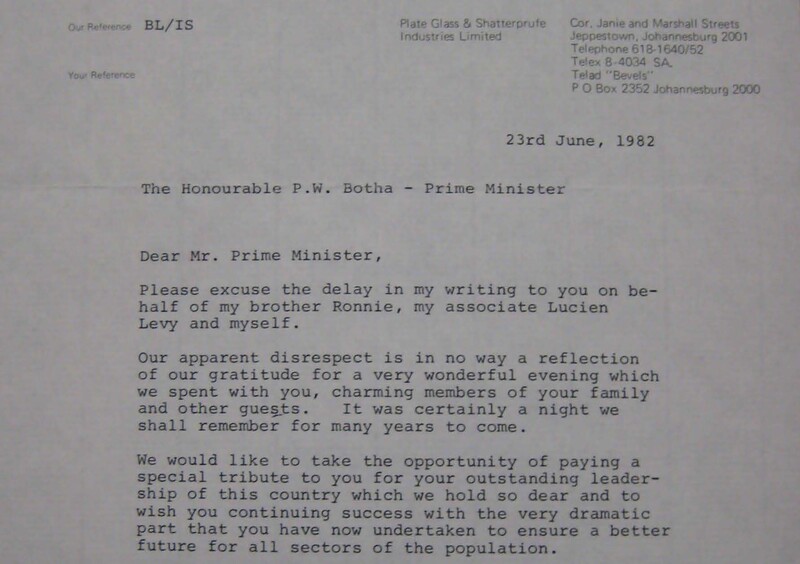 Our Reference BL/IS
Your Reference
Plate Glass & Shatterprufe
Industries Limited
Cor. Janie and Marshall Streets
Jeppestown, Johannesburg 2001
Telephone 618-1640/52
Telex 8-4034 SA.
Telad "Bevels"
P O Box 2352 Johannesburg 2000
23rd June, 1982
The Honourable P.W. Botha - Prime Minister
Dear Mr. Prime Minister,
Please excuse the delay in my writing to you on be-
half of my brother Ronnie, my associate Lucien
Levy and myself.
Our apparent disrespect is in no way a reflection
of our gratitude for a very wonderful evening which
we spent with you, charming members of your family
and other guests. It was certainly a night we
shall remember for many years to come.
We would like to take the opportunity of paying a
special tribute to you for your outstanding leader-
ship of this country which we hold so dear and to
wish you continuing success with the very dramatic
part that you have now undertaken to ensure a better
future for all sectors of the population.